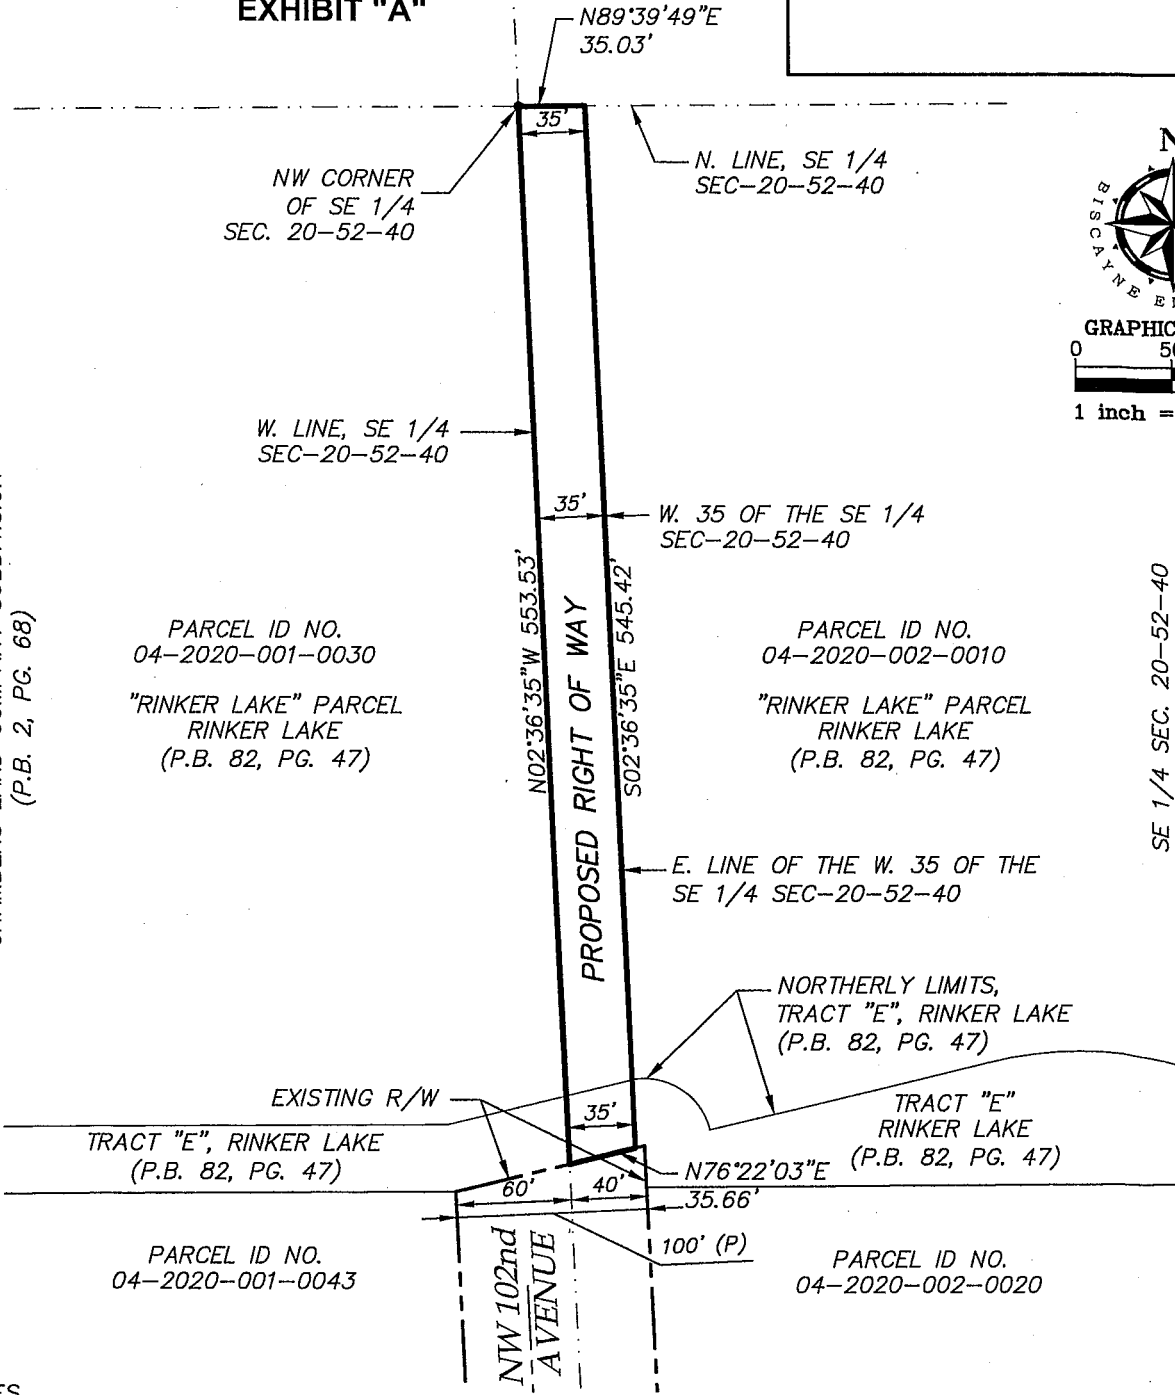 EXHIBIT "A"
N89°39'49"E
35.03'
35'
NW CORNER
OF SE 1/4
SEC. 20-52-40
N. LINE, SE 1/4
SEC-20-52-40
N
BISCAYNE
GRAPHIC
0
1 inch =
W. LINE, SE 1/4
SEC-20-52-40
35'
W. 35 OF THE SE 1/4
SEC-20-52-40
(P.B. 2, PG. 68)
PARCEL ID NO.
04-2020-001-0030
"RINKER LAKE" PARCEL
RINKER LAKE
(P.B. 82, PG. 47)
N02°36'35"W 553.53'
PROPOSED RIGHT OF WAY
S02°36'35"E 545.42'
PARCEL ID NO.
04-2020-002-0010
"RINKER LAKE" PARCEL
RINKER LAKE
(P.B. 82, PG. 47)
SE 1/4 SEC. 20-52-40
E. LINE OF THE W. 35 OF THE
SE 1/4 SEC-20-52-40
NORTHERLY LIMITS,
TRACT "E", RINKER LAKE
(P.B. 82, PG. 47)
EXISTING R/W
35'
TRACT "E", RINKER LAKE
(P.B. 82, PG. 47)
TRACT "E"
RINKER LAKE
(P.B. 82, PG. 47)
N76°22'03"E
35.66'
60'
40'
100' (P)
PARCEL ID NO.
04-2020-001-0043
NW 102nd
AVENUE
PARCEL ID NO.
04-2020-002-0020